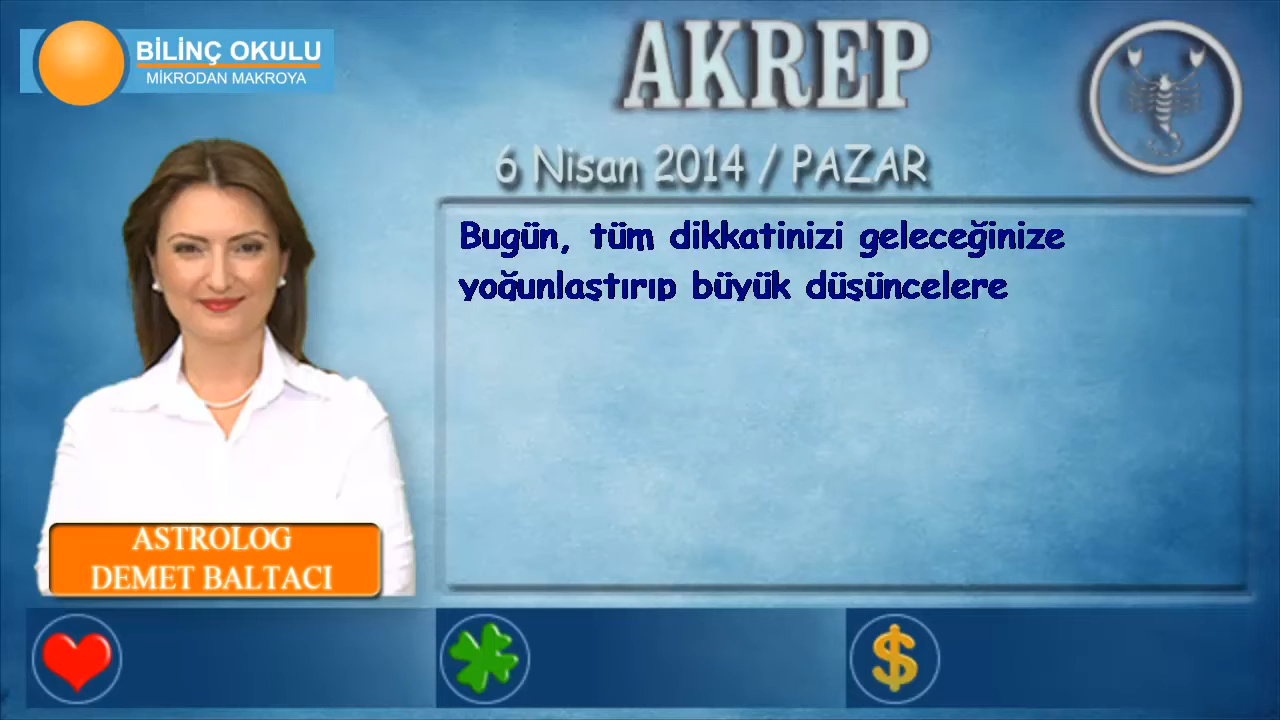 BİLİNÇ OKULU
MİKRODAN MAKROYA
AKREP
6 Nisan 2014 / PAZAR
Bugün, tüm dikkatinizi geleceğinize
yoğunlaştırıp büyük düşüncelere
ASTROLOG
DEMET BALTACI